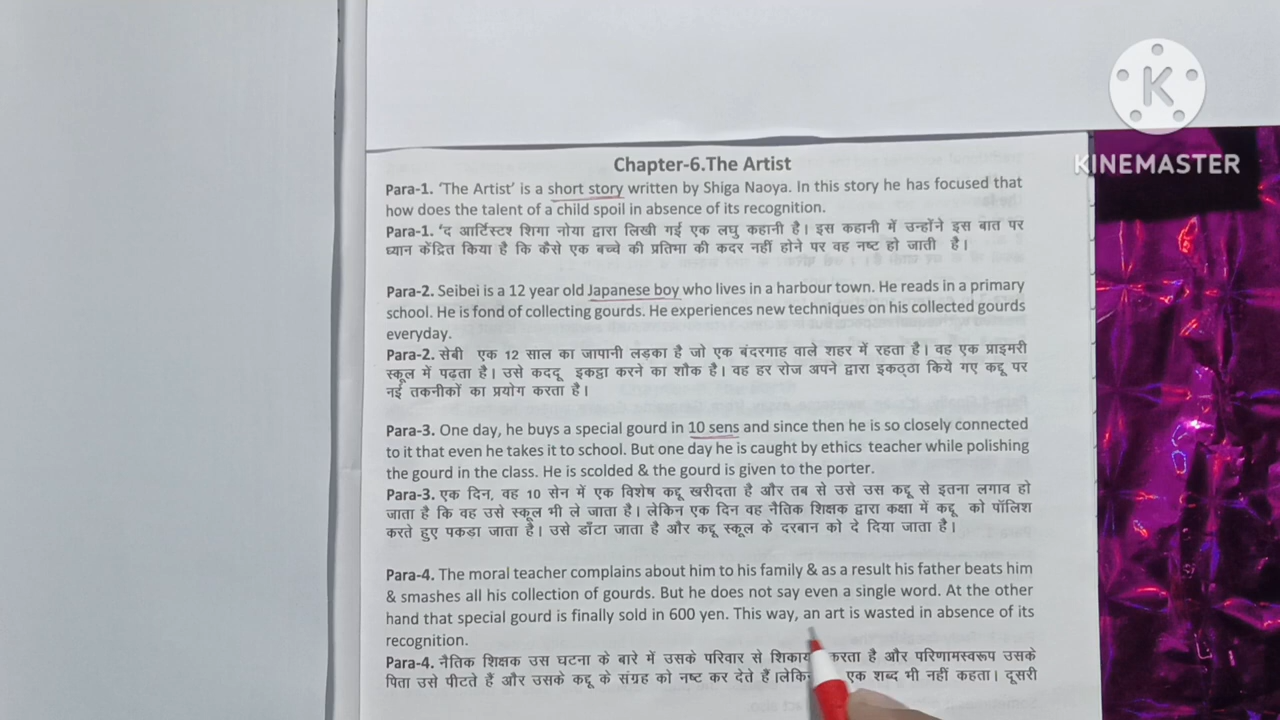 KINEMASTER
Chapter-6.The Artist
Para-1. ‘The Artist’ is a short story written by Shiga Naoya. In this story he has focused that
how does the talent of a child spoil in absence of its recognition.
Para-1. ‘द आर्टिस्टश शिगा नोया द्वारा लिखी गई एक लघु कहानी है। इस कहानी में उन्होंने इस बात पर
ध्यान केंद्रित किया है कि कैसे एक बच्चे की प्रतिभा की कदर नहीं होने पर वह नष्ट हो जाती है।
Para-2. Seibei is a 12 year old Japanese boy who lives in a harbour town. He reads in a primary
school. He is fond of collecting gourds. He experiences new techniques on his collected gourds
everyday.
Para-2. सेबी एक 12 साल का जापानी लड़का है जो एक बंदरगाह वाले शहर में रहता है। वह एक प्राइमरी
स्कूल में पढ़ता है। उसे कददू इकट्ठा करने का शौक है। वह हर रोज अपने द्वारा इकठ्ठा किये गए कद्दू पर
नई तकनीकों का प्रयोग करता है।
Para-3. One day, he buys a special gourd in 10 sens and since then he is so closely connected
to it that even he takes it to school. But one day he is caught by ethics teacher while polishing
the gourd in the class. He is scolded & the gourd is given to the porter.
Para-3. एक दिन, वह 10 सेन में एक विशेष कद्दू खरीदता है और तब से उसे उस कद्दू से इतना लगाव हो
जाता है कि वह उसे स्कूल भी ले जाता है। लेकिन एक दिन वह नैतिक शिक्षक द्वारा कक्षा में कद्दू को पॉलिश
करते हुए पकड़ा जाता है। उसे डाँटा जाता है और कद्दू स्कूल के दरबान को दे दिया जाता है।
Para-4. The moral teacher complains about him to his family & as a result his father beats him
& smashes all his collection of gourds. But he does not say even a single word. At the other
hand that special gourd is finally sold in 600 yen. This way, an art is wasted in absence of its
recognition.
Para-4. नैतिक शिक्षक उस घटना के बारे में उसके परिवार से करता है और परिणामस्वरूप उसके
पिता उसे पीटते हैं और उसके कद्दू के संग्रह को नष्ट कर देते हैं। एक शब्द भी नहीं कहता। दूसरी